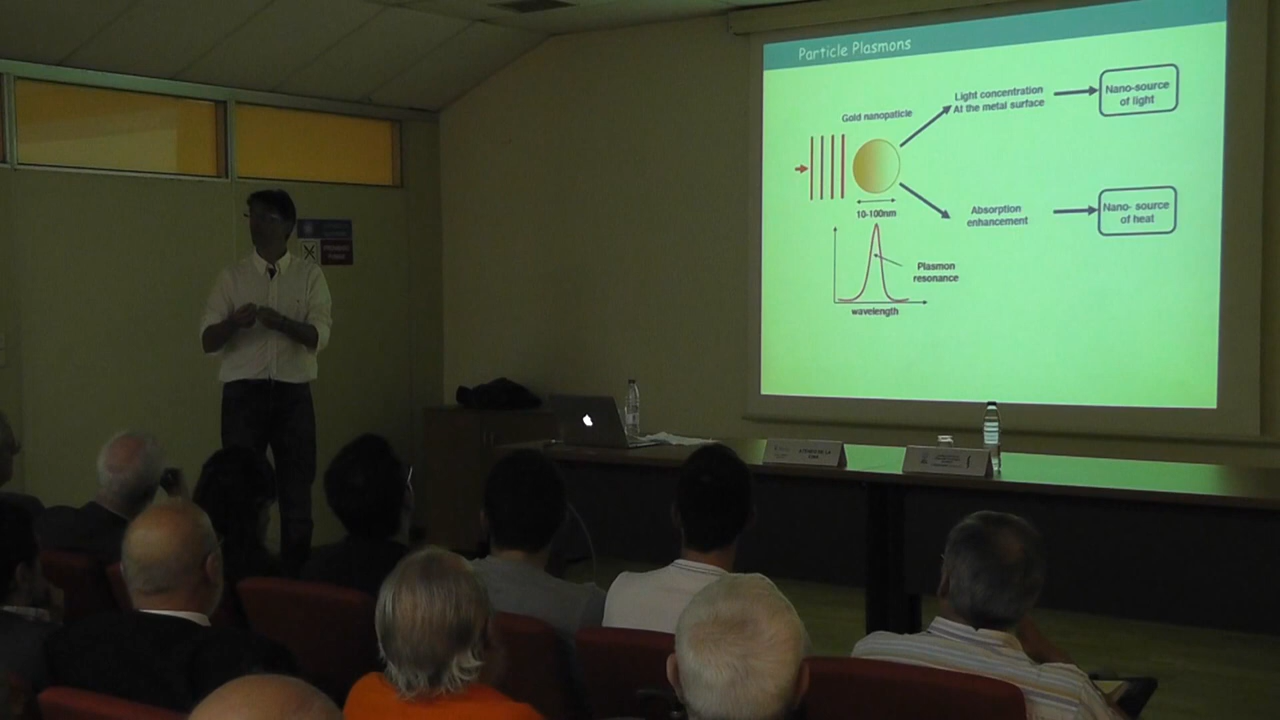 Particle Plasmons
Light concentration
At the metal surface
Nano-source
of light
Gold nanopaticle
10-100nm
Absorption
enhancement
Nano- source
of heat
Plasmon
resonance
wavelength